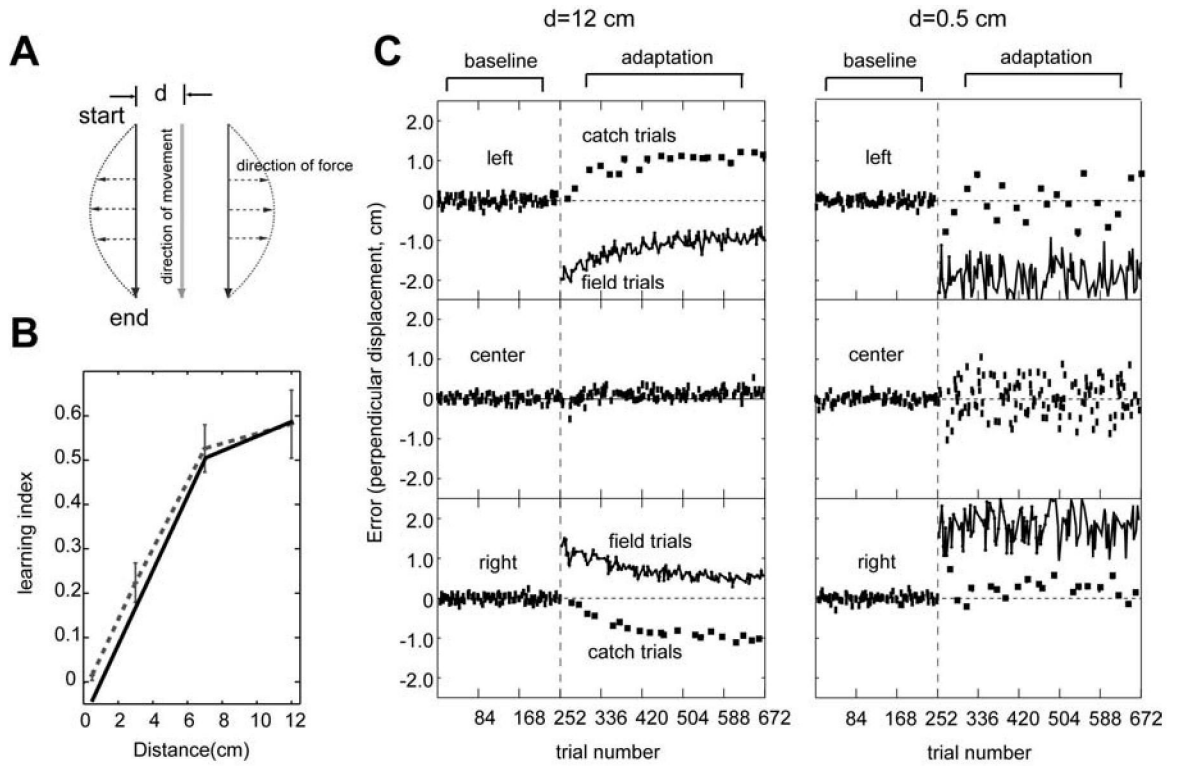 A
start
d
direction of movement
direction of force
end
B
learning index
0.6
0.5
0.4
0.3
0.2
0.1
0
0 2 4 6 8 10 12
Distance(cm)
C
d=12 cm
d=0.5 cm
baseline
adaptation
baseline
adaptation
Error (perpendicular displacement, cm)
2.0
1.0
0
-1.0
-2.0
left
catch trials
field trials
left
2.0
1.0
0
-1.0
-2.0
center
center
2.0
1.0
0
-1.0
-2.0
right
field trials
catch trials
right
84 168 252 336 420 504 588 672
trial number
84 168 252 336 420 504 588 672
trial number